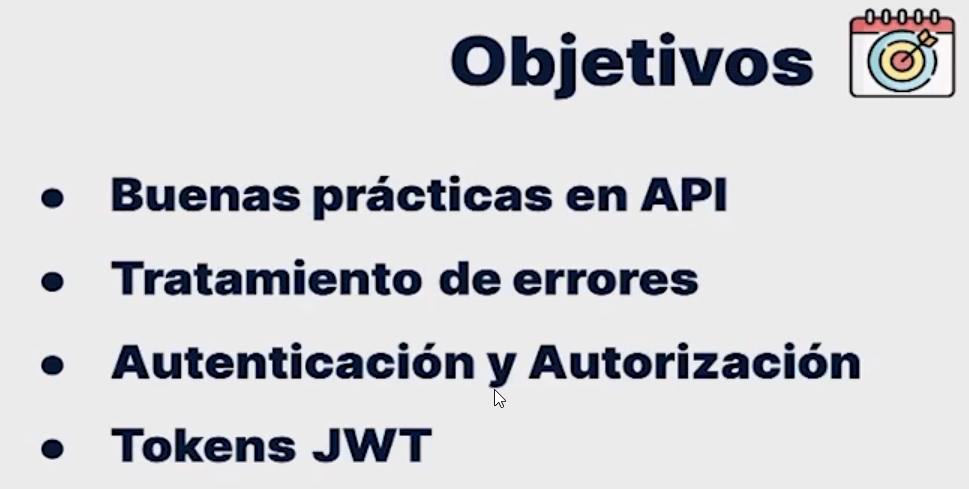 Objetivos
● Buenas prácticas en API
● Tratamiento de errores
● Autenticación y Autorización
● Tokens JWT